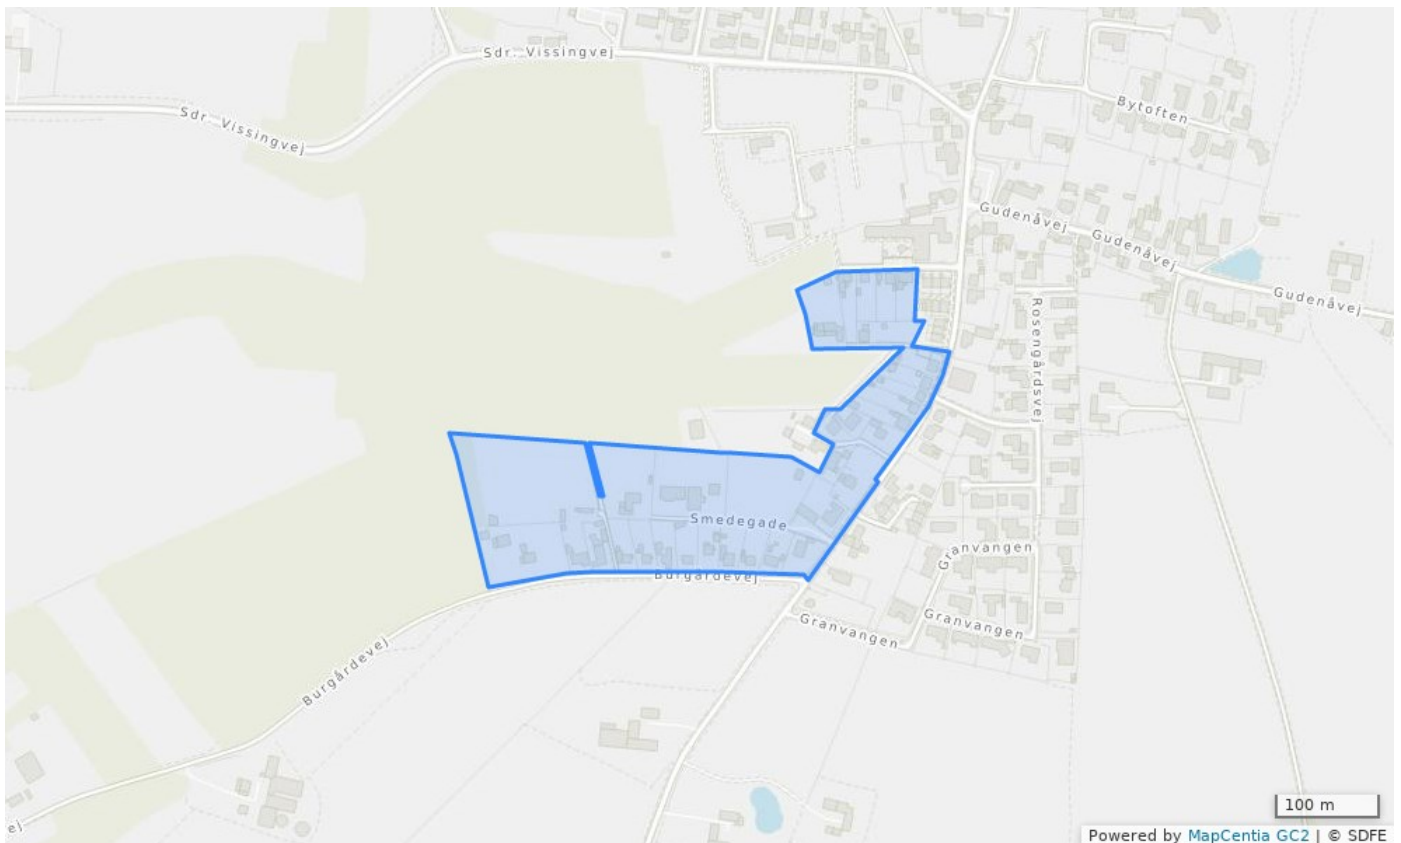 Sdr. Vissingvej
Sdr. Vissingvej
Bytoften
Gudenåvej
Gudenåvej
Gudenåvej
Rosengårdsvej
Smedegade
Granvangen
Burgårdevej
Granvangen
Granvangen
Burgårdevej
ej
100 m
Powered by MapCentia GC2 | © SDFE